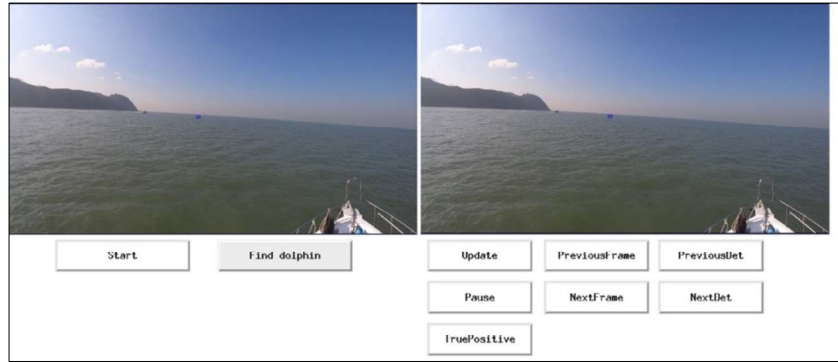 Start
Find dolphin
Update
PreviousFrame
PreviousDet
Pause
NextFrame
NextDet
TruePositive